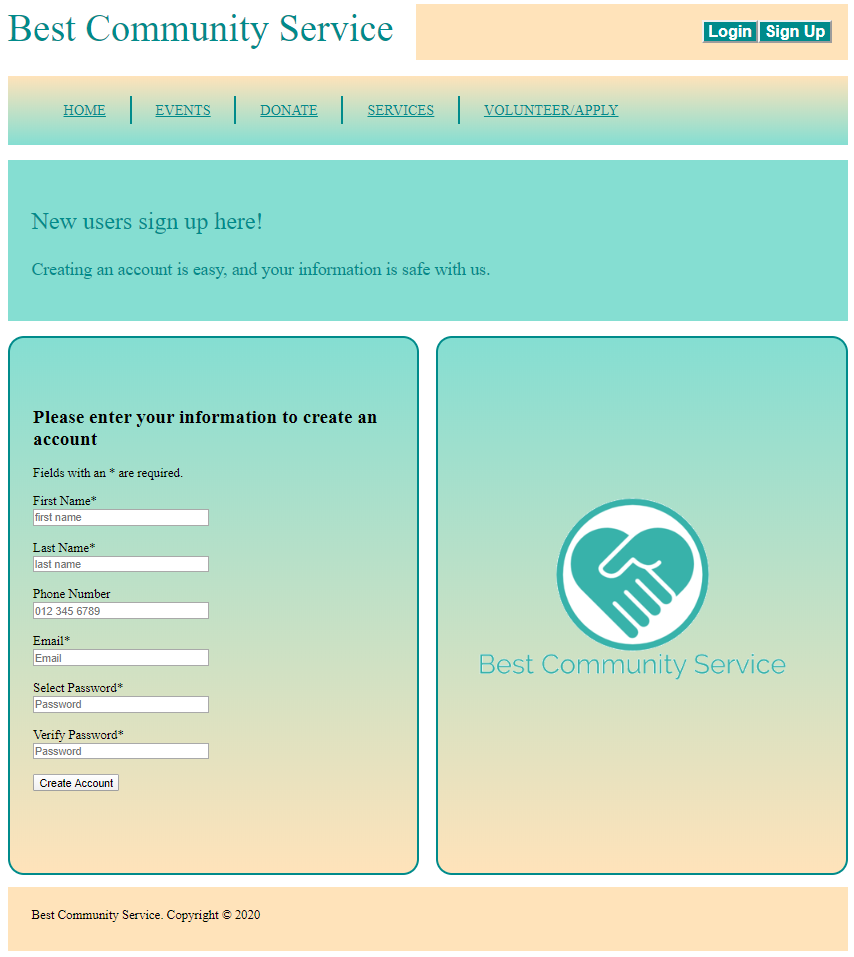 Best Community Service
Login Sign Up
HOME EVENTS DONATE SERVICES VOLUNTEER/APPLY
New users sign up here!
Creating an account is easy, and your information is safe with us.
Please enter your information to create an
account
Fields with an * are required.
First Name*
first name
Last Name*
last name
Phone Number
012 345 6789
Email*
Email
Select Password*
Password
Verify Password*
Password
Create Account
Best Community Service
Best Community Service. Copyright © 2020